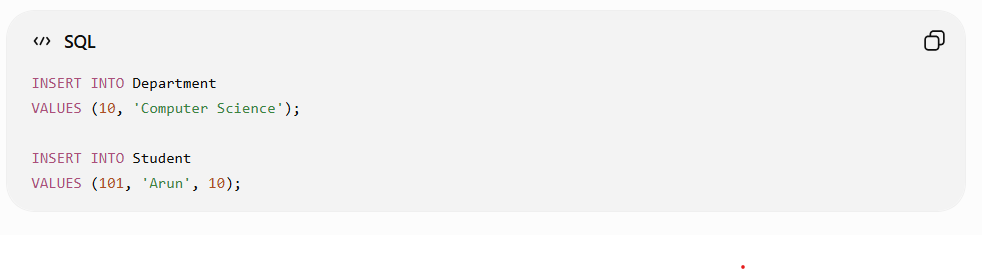 SQL
INSERT INTO Department
VALUES (10, 'Computer Science');
INSERT INTO Student
VALUES (101, 'Arun', 10);